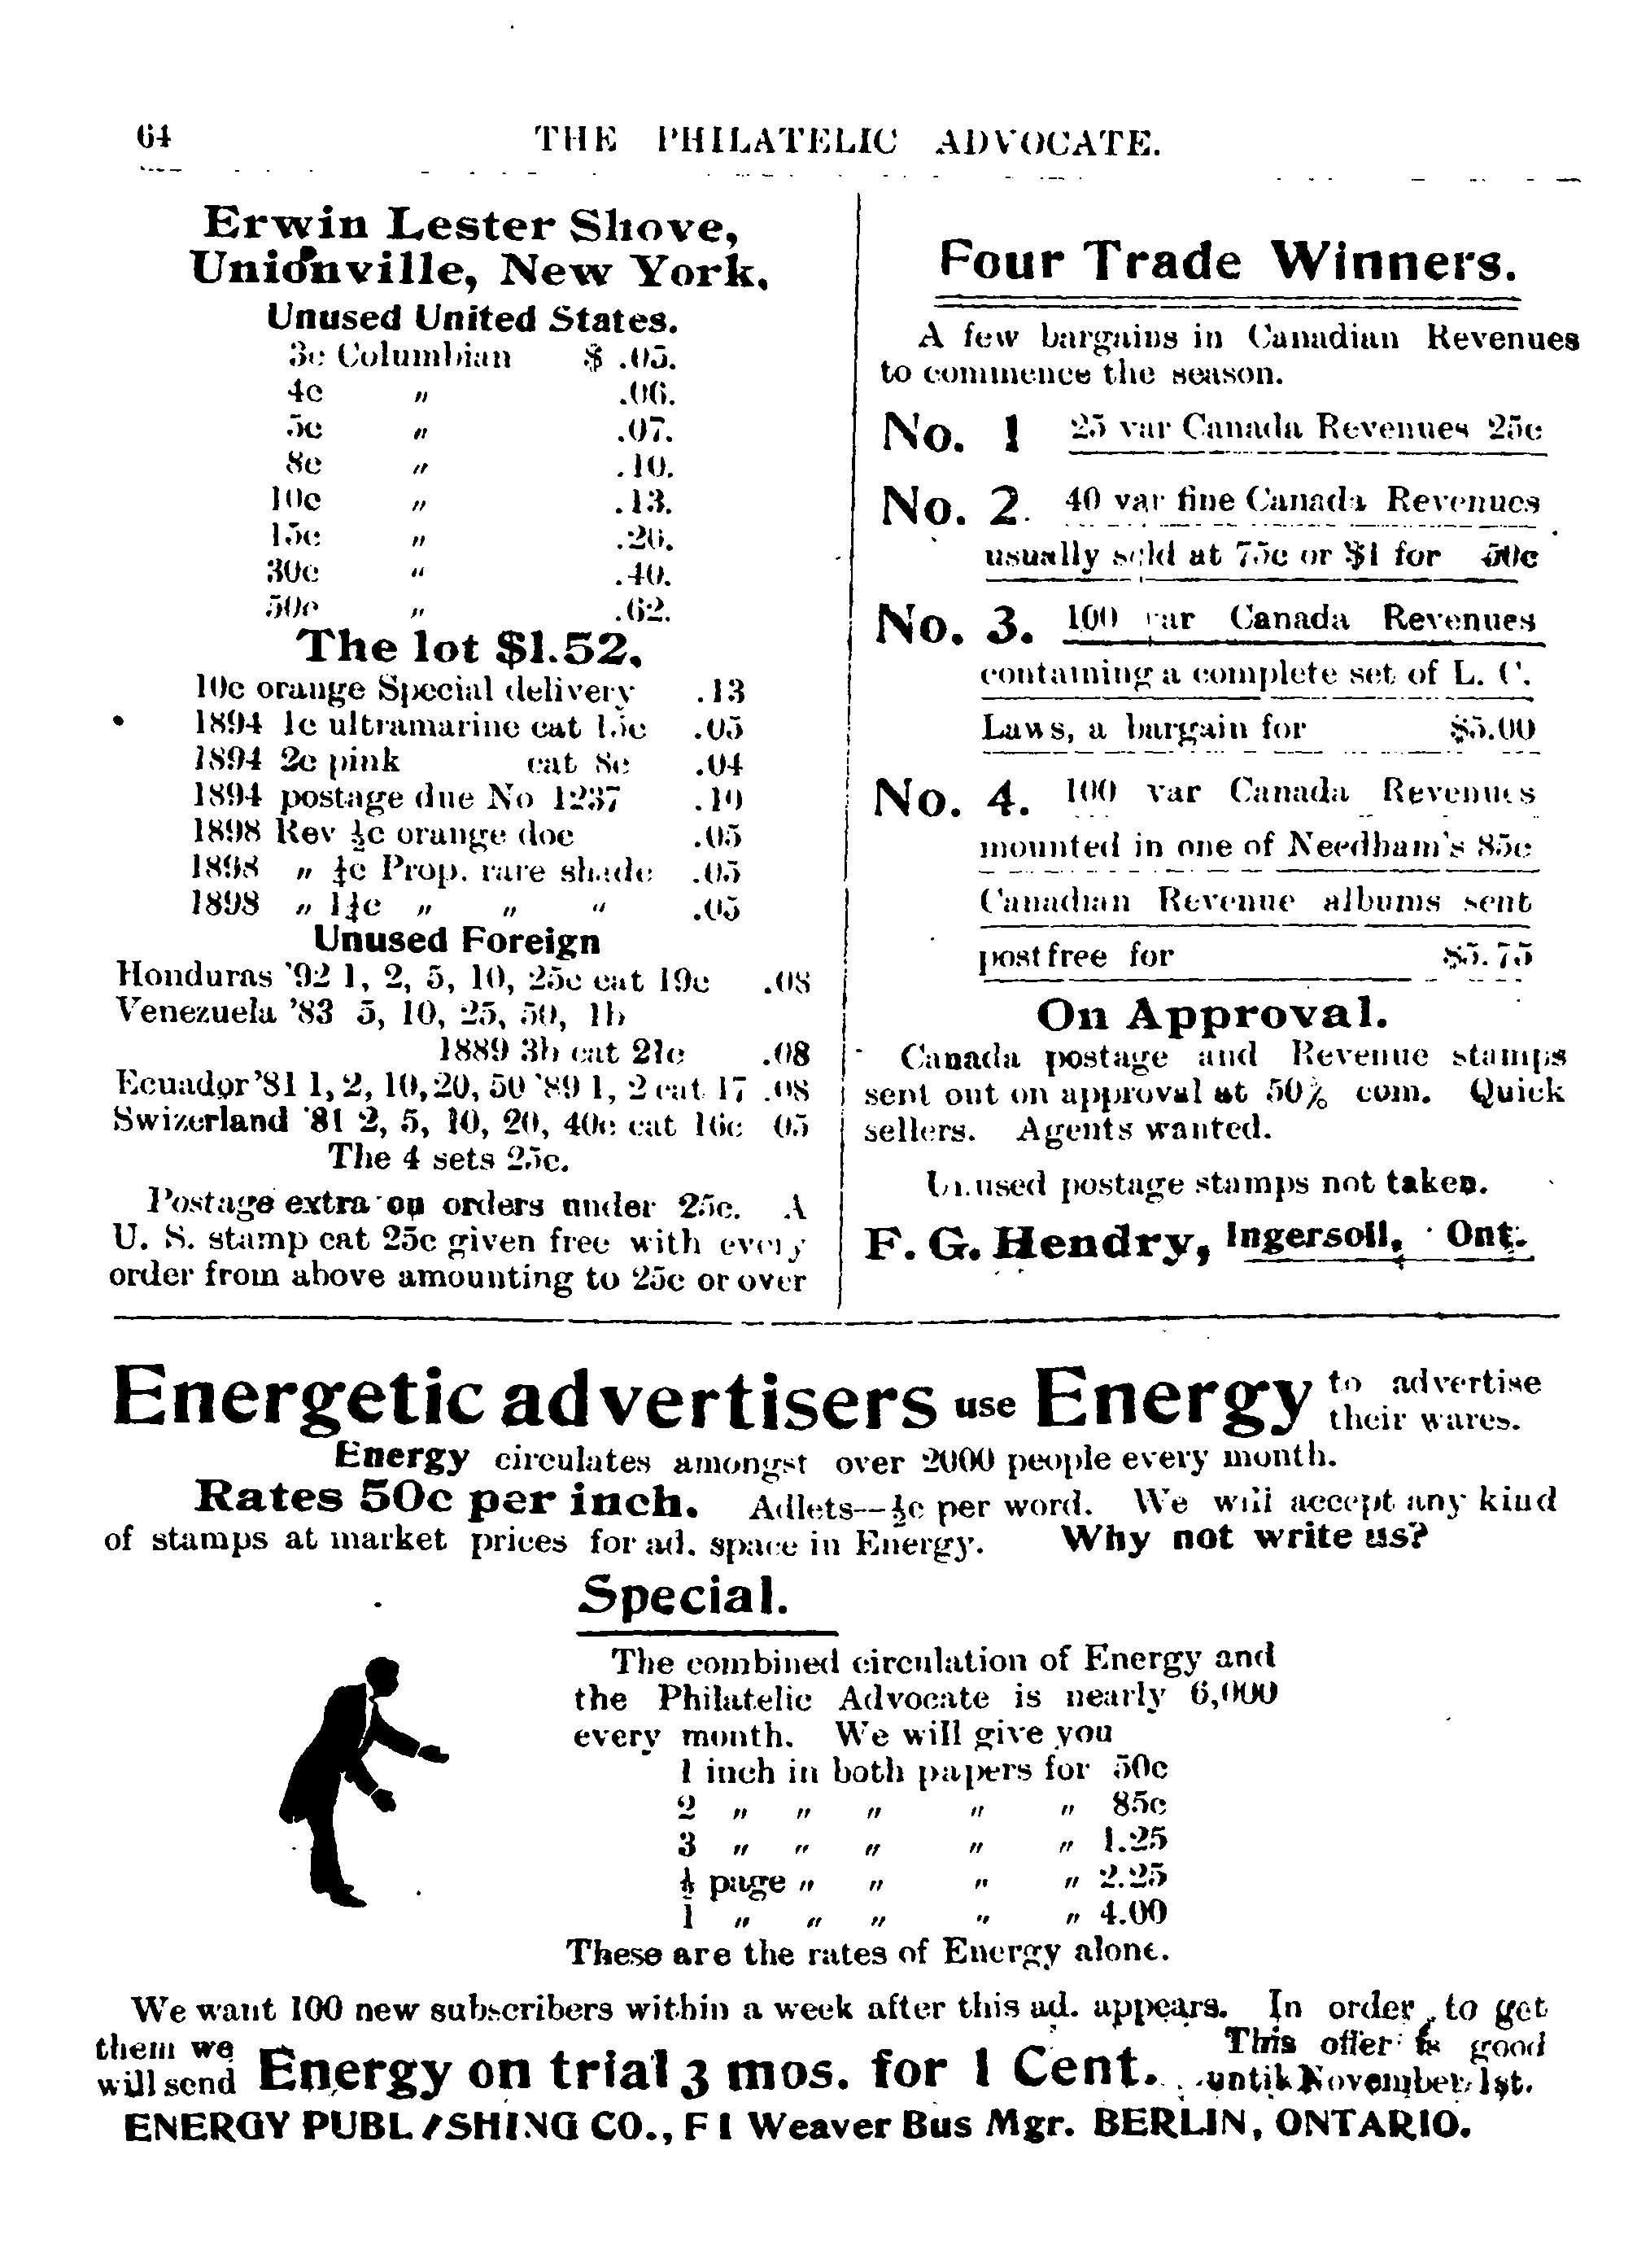 64 THE PHILATELIC ADVOCATE.
Erwin Lester Shove,
Unionville, New York.
Unused United States.
3c Columbian $ .05.
4c " .06.
5c " .07.
8c " .10.
10c " .13.
15c " .20.
30c " .40.
50c " .62.
The lot $1.52.
10c orange Special delivery .13
1894 1c ultramarine cat 15c .05
1894 2c pink cat 8c .04
1894 postage due No 1237 .10
1898 Rev ½c orange doc .05
1898 " ¼c Prop. rare shade .05
1898 " 1¼c " " " .05
Unused Foreign
Honduras '92 1, 2, 5, 10, 25c cat 19c .08
Venezuela '83 5, 10, 25, 50, 1b
1889 3b cat 21c .08
Ecuador '81 1, 2, 10, 20, 50 '89 1, 2 cat 17 .08
Swizerland '81 2, 5, 10, 20, 40c cat 16c 05
The 4 sets 25c.
Postage extra on orders under 25c. A
U. S. stamp cat 25c given free with every
order from above amounting to 25c or over
Four Trade Winners.
A few bargains in Canadian Revenues
to commence the season.
No. 1 25 var Canada Revenues 25c
No. 2. 40 var fine Canada Revenues
usually sold at 75c or $1 for 50c
No. 3. 100 var Canada Revenues
containing a complete set of L. C.
Laws, a bargain for $5.00
No. 4. 100 var Canada Revenues
mounted in one of Needham's 85c
Canadian Revenue albums sent
post free for $5.75
On Approval.
Canada postage and Revenue stamps
sent out on approval at 50% com. Quick
sellers. Agents wanted.
Unused postage stamps not taken.
F. G. Hendry, Ingersoll, Ont.
Energetic advertisers use Energy to advertise
their wares.
Energy circulates amongst over 2000 people every month.
Rates 50c per inch. Adlets—½c per word. We will accept any kind
of stamps at market prices for ad. space in Energy. Why not write us?
Special.
The combined circulation of Energy and
the Philatelic Advocate is nearly 6,000
every month. We will give you
1 inch in both papers for 50c
2 " " " " " 85c
3 " " " " " 1.25
½ page " " " " 2.25
1 " " " " " 4.00
These are the rates of Energy alone.
We want 100 new subscribers within a week after this ad. appears. In order to get
them we will send Energy on trial 3 mos. for 1 Cent. This offer is good
until November 1st.
ENERGY PUBLISHING CO., F I Weaver Bus Mgr. BERLIN, ONTARIO.